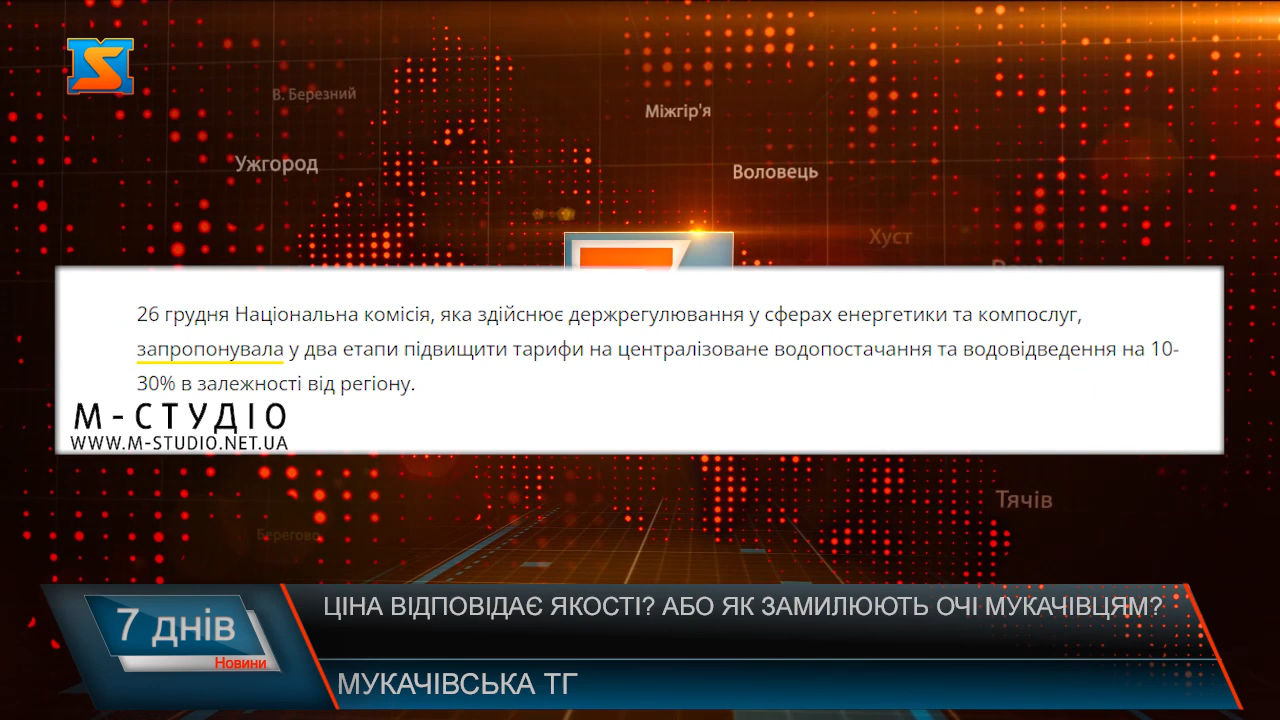 В. Березний
Міжгір'я
Ужгород
Воловець
Хуст
26 грудня Національна комісія, яка здійснює держрегулювання у сферах енергетики та компослуг,
запропонувала у два етапи підвищити тарифи на централізоване водопостачання та водовідведення на 10-
30% в залежності від регіону.
М-СТУДІО
WWW.M-STUDIO.NET.UA
Тячів
Берегово
7 днів
Новини
ЦІНА ВІДПОВІДАЄ ЯКОСТІ? АБО ЯК ЗАМИЛЮЮТЬ ОЧІ МУКАЧІВЦЯМ?
МУКАЧІВСЬКА ТГ